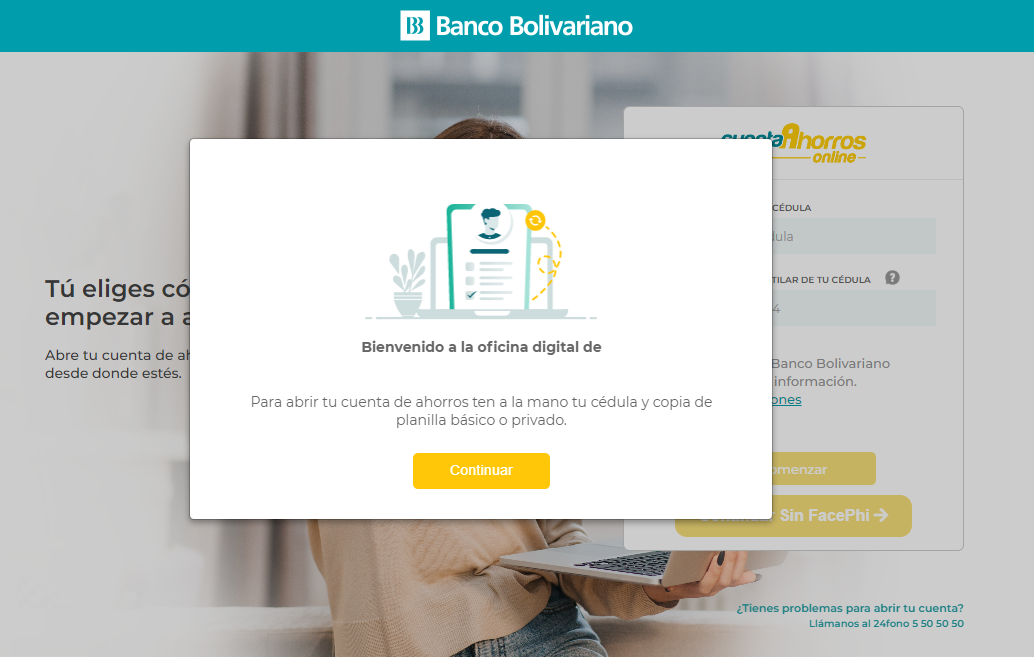 Banco Bolivariano
cuentaAhorros
online
Tú eliges có
empezar a a
Abre tu cuenta de ah
desde donde estés.
Bienvenido a la oficina digital de
Para abrir tu cuenta de ahorros ten a la mano tu cédula y copia de
planilla básico o privado.
Continuar
CÉDULA
dula
TILAR DE TU CÉDULA ?
4
Banco Bolivariano
información.
ones
omenzar
Sin FacePhi
¿Tienes problemas para abrir tu cuenta?
Llámanos al 24fono 5 50 50 50